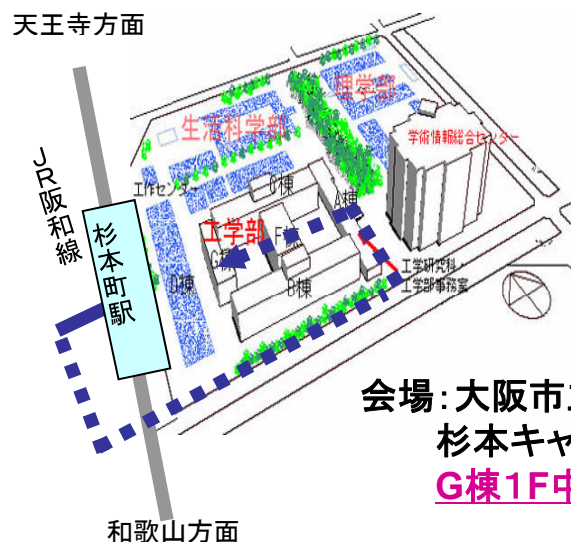 天王寺方面
JR阪和線
杉本町駅
理学部
生活科学部
学術情報総合センター
工作センター
C棟
A棟
工学部
F棟
G棟
D棟
B棟
工学研究科・
工学部事務室
会場：大阪市
杉本キャ
G棟1F中
和歌山方面